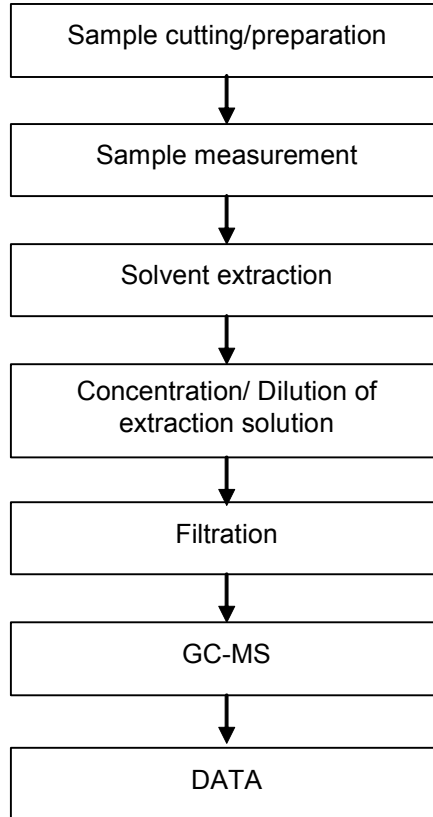 Sample cutting/preparation
Sample measurement
Solvent extraction
Concentration/ Dilution of
extraction solution
Filtration
GC-MS
DATA